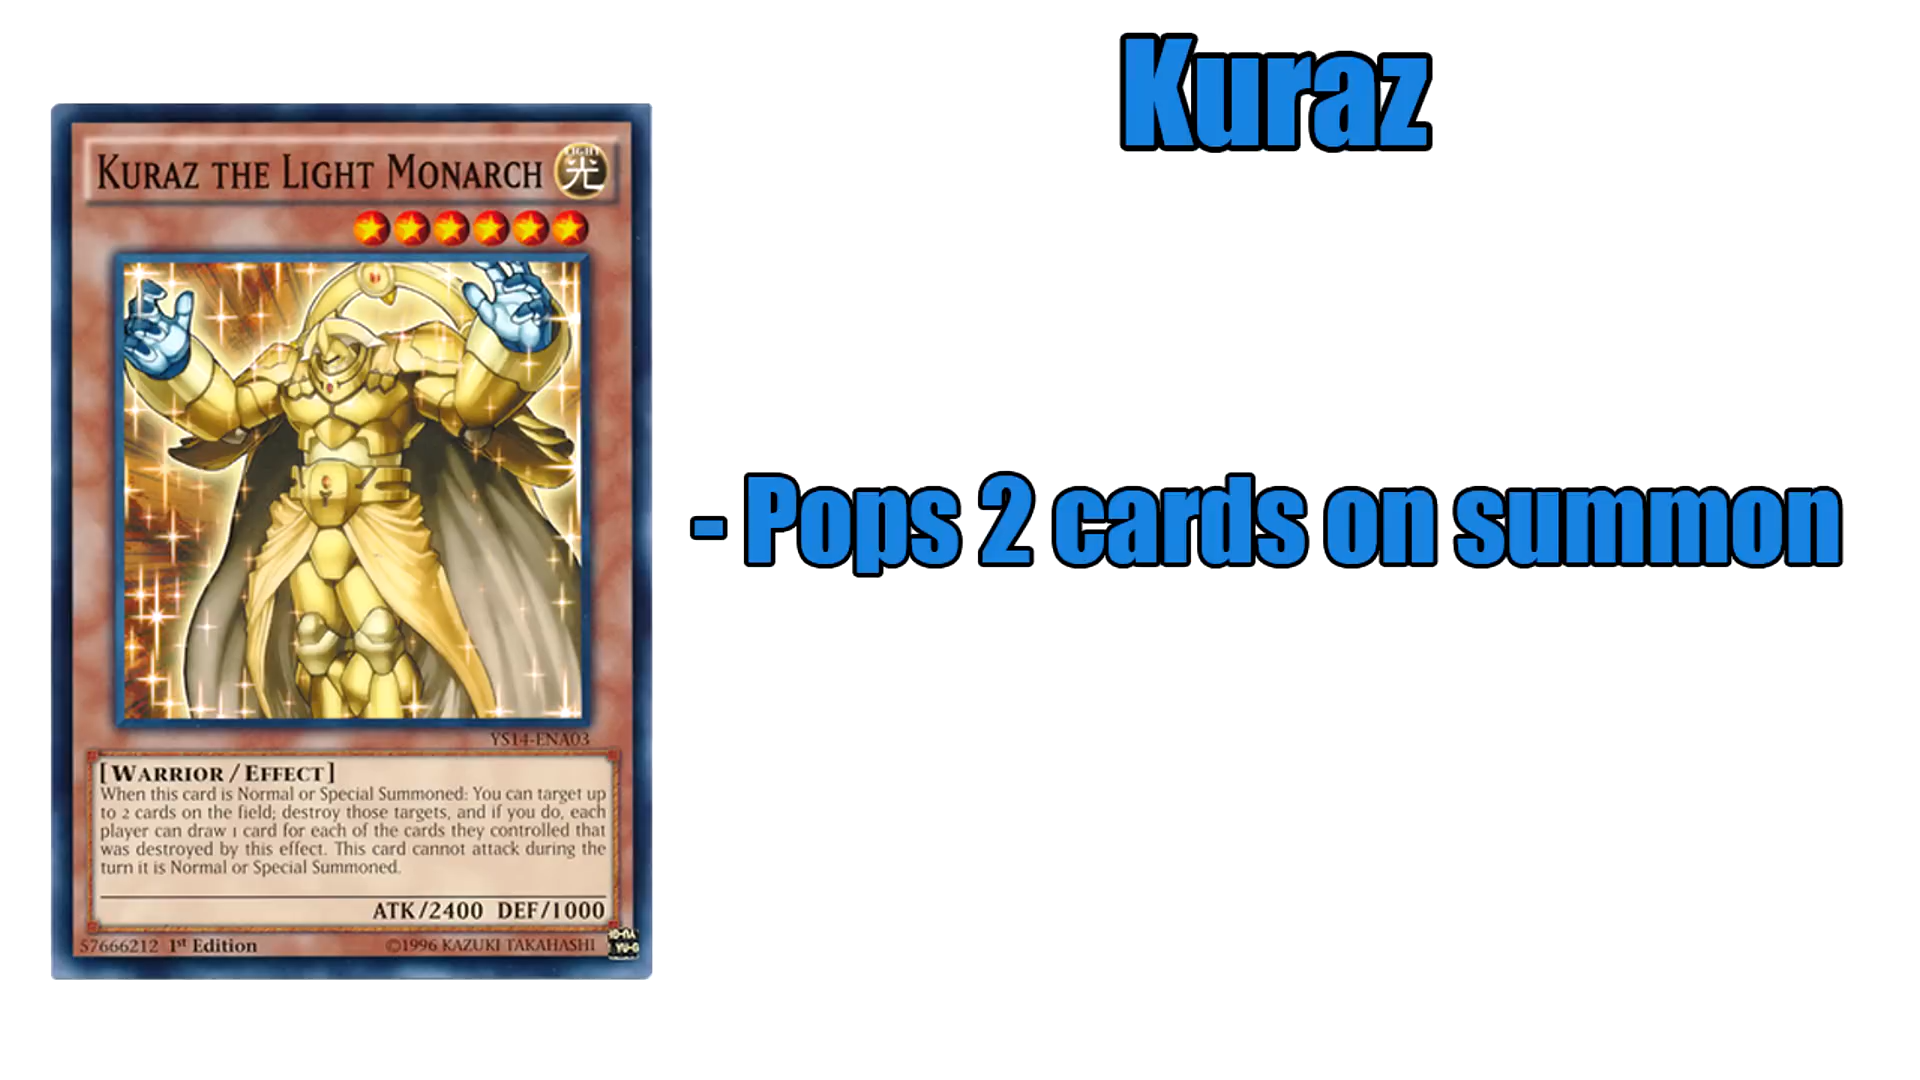 Kuraz
KURAZ THE LIGHT MONARCH
LIGHT
光
- Pops 2 cards on summon
YS14-ENA03
[WARRIOR/EFFECT]
When this card is Normal or Special Summoned: You can target up
to 2 cards on the field; destroy those targets, and if you do, each
player can draw 1 card for each of the cards they controlled that
was destroyed by this effect. This card cannot attack during the
turn it is Normal or Special Summoned.
ATK/2400 DEF/1000
57666212 1st Edition
©1996 KAZUKI TAKAHASHI